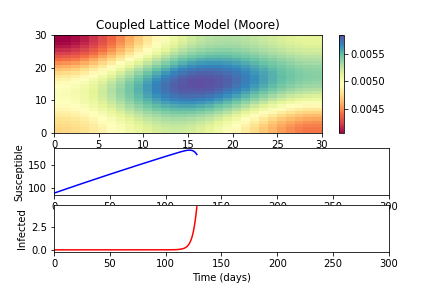 Coupled Lattice Model (Moore)
30
20
10
0
0 5 10 15 20 25 30
0.0055
0.0050
0.0045
Susceptible
150
100
0 50 100 150 200 250 300
Infected
2.5
0.0
0 50 100 150 200 250 300
Time (days)